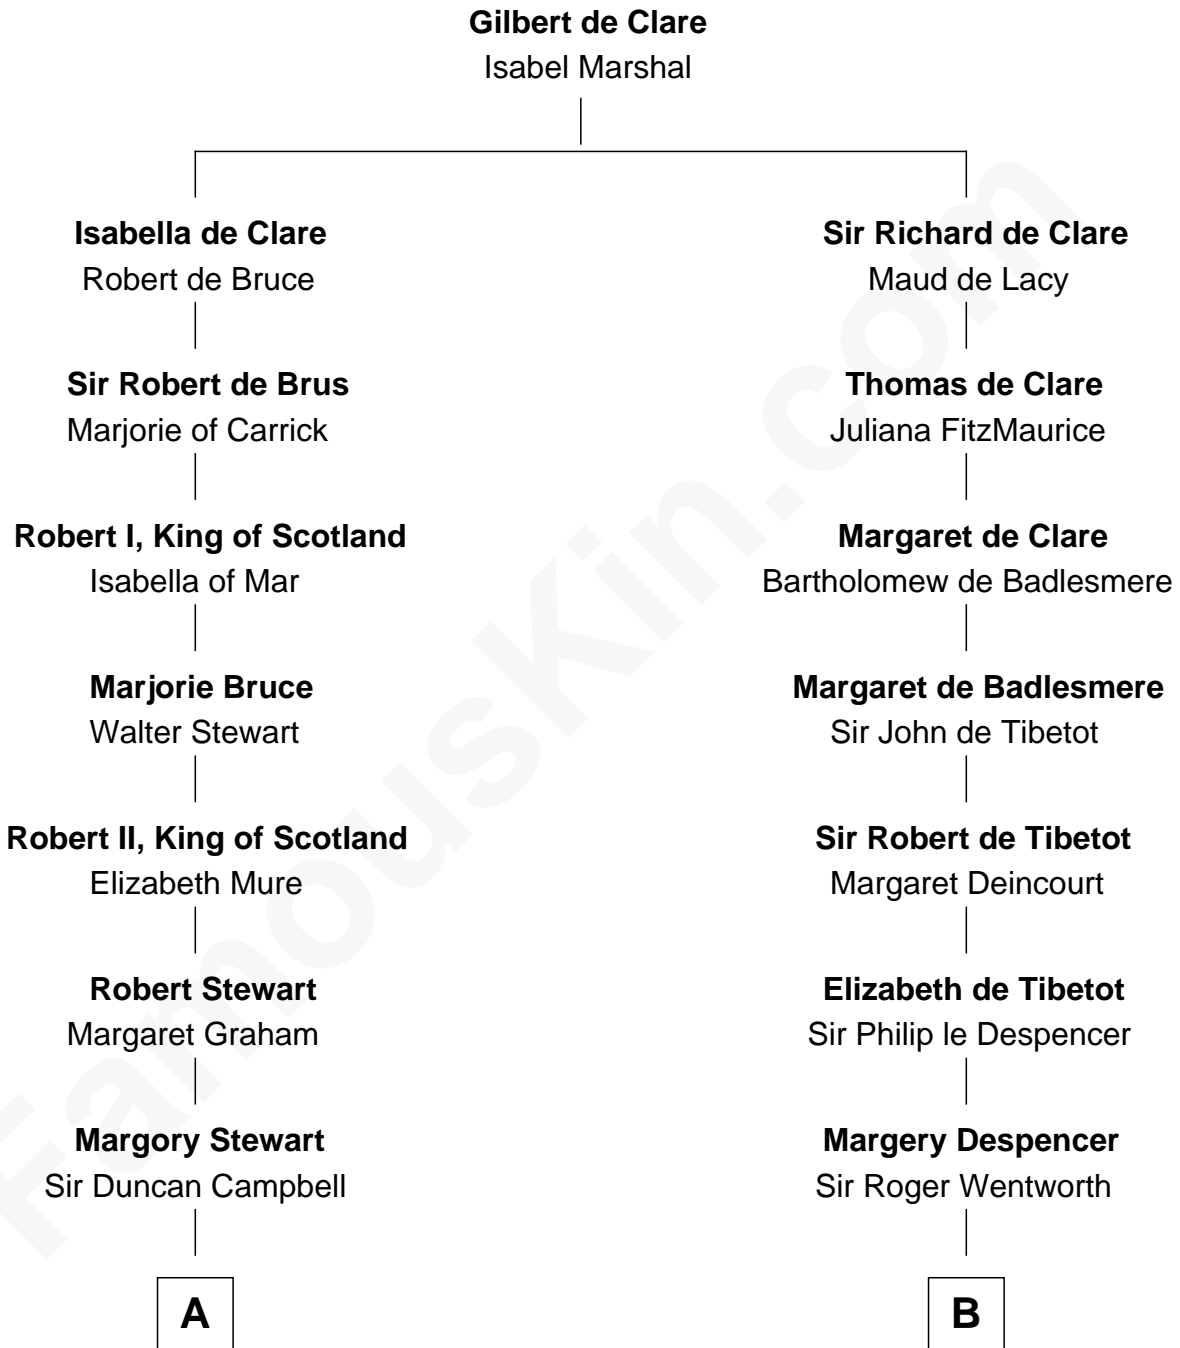 Gilbert de Clare
Isabel Marshal
Isabella de Clare
Robert de Bruce
Sir Robert de Brus
Marjorie of Carrick
Robert I, King of Scotland
Isabella of Mar
Marjorie Bruce
Walter Stewart
Robert II, King of Scotland
Elizabeth Mure
Robert Stewart
Margaret Graham
Margory Stewart
Sir Duncan Campbell
A
Sir Richard de Clare
Maud de Lacy
Thomas de Clare
Juliana FitzMaurice
Margaret de Clare
Bartholomew de Badlesmere
Margaret de Badlesmere
Sir John de Tibetot
Sir Robert de Tibetot
Margaret Deincourt
Elizabeth de Tibetot
Sir Philip le Despencer
Margery Despencer
Sir Roger Wentworth
B
FamousKin.com